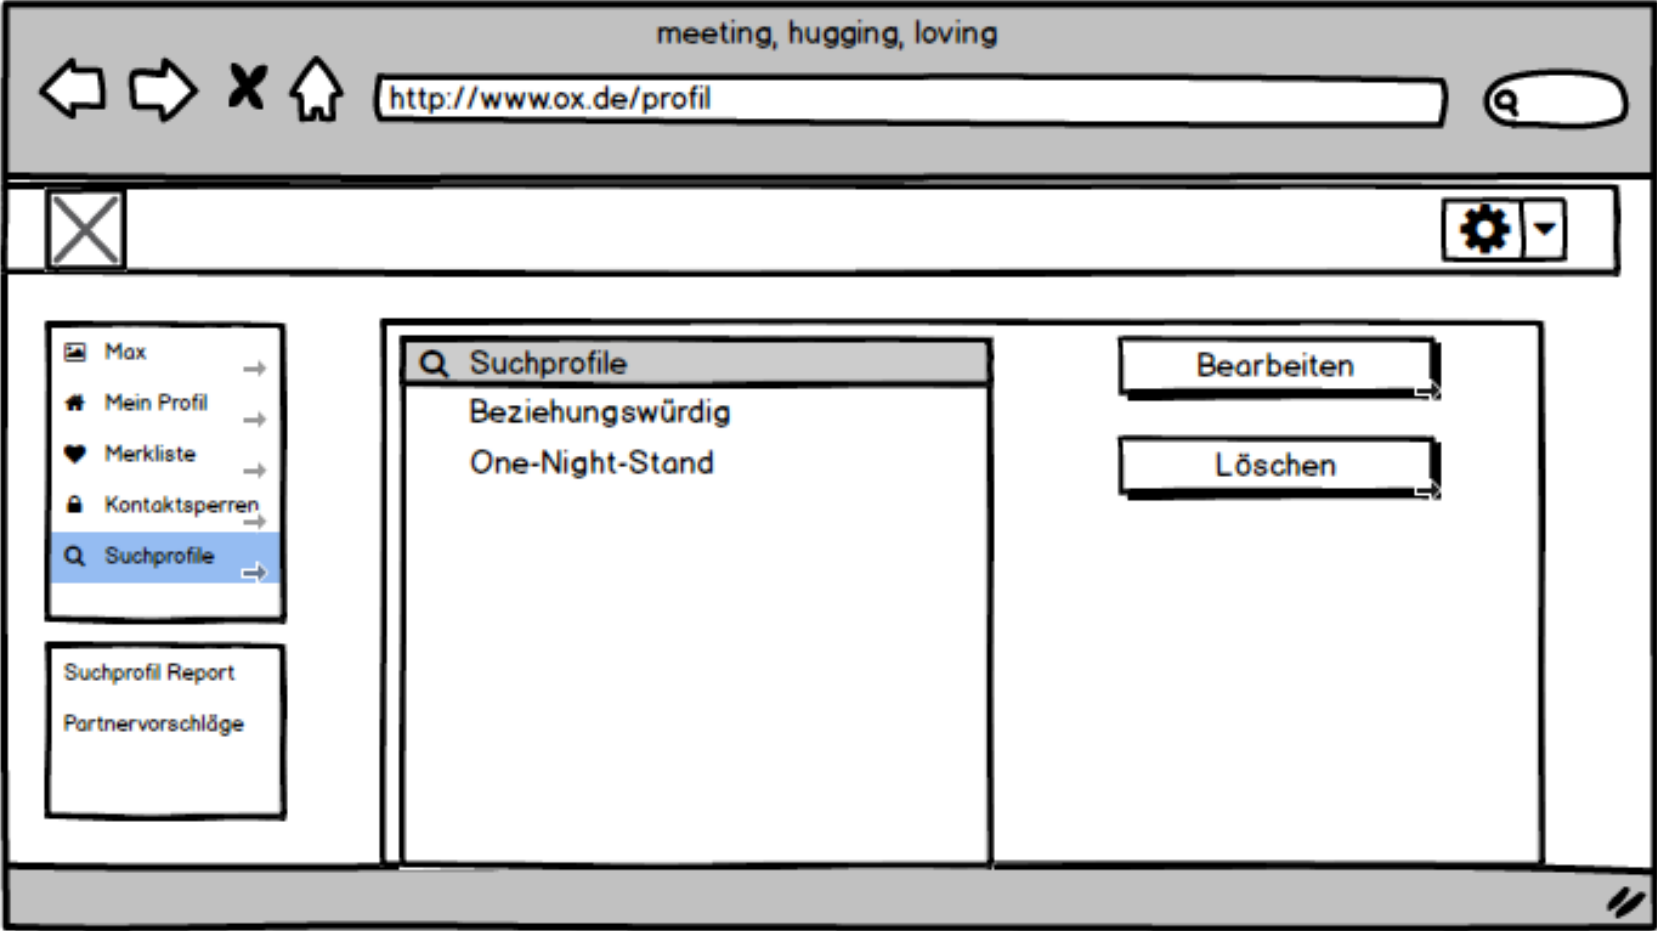 meeting, hugging, loving
http://www.ox.de/profil
Max
Mein Profil
Merkliste
Kontaktsperren
Suchprofile
Suchprofil Report
Partnervorschläge
Suchprofile
Beziehungswürdig
One-Night-Stand
Bearbeiten
Löschen